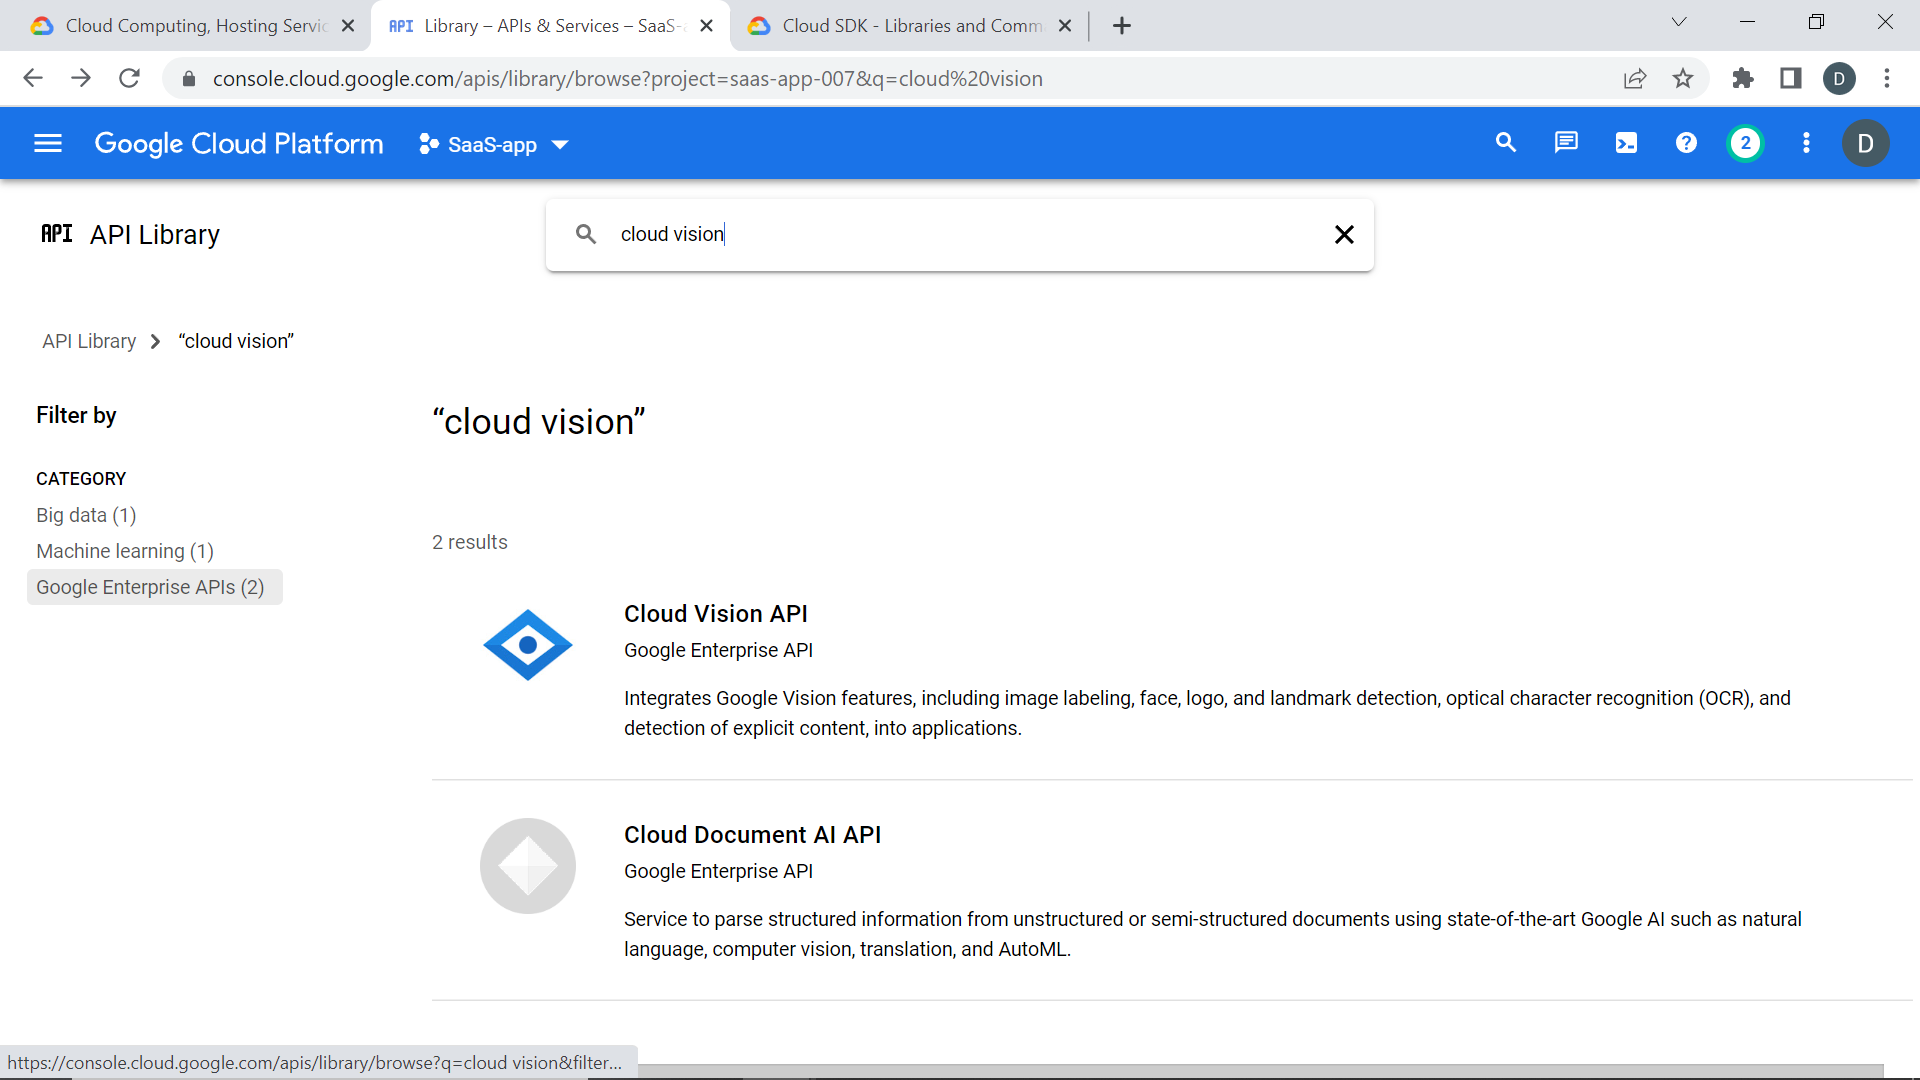 Cloud Computing, Hosting Servic
Library – APIs & Services – SaaS-a
Cloud SDK - Libraries and Comma
console.cloud.google.com/apis/library/browse?project=saas-app-007&q=cloud%20vision
D
Google Cloud Platform
SaaS-app
2
D
API API Library
cloud vision
API Library
“cloud vision”
Filter by
CATEGORY
Big data (1)
Machine learning (1)
Google Enterprise APIs (2)
“cloud vision”
2 results
Cloud Vision API
Google Enterprise API
Integrates Google Vision features, including image labeling, face, logo, and landmark detection, optical character recognition (OCR), and
detection of explicit content, into applications.
Cloud Document AI API
Google Enterprise API
Service to parse structured information from unstructured or semi-structured documents using state-of-the-art Google AI such as natural
language, computer vision, translation, and AutoML.
https://console.cloud.google.com/apis/library/browse?q=cloud vision&filter...